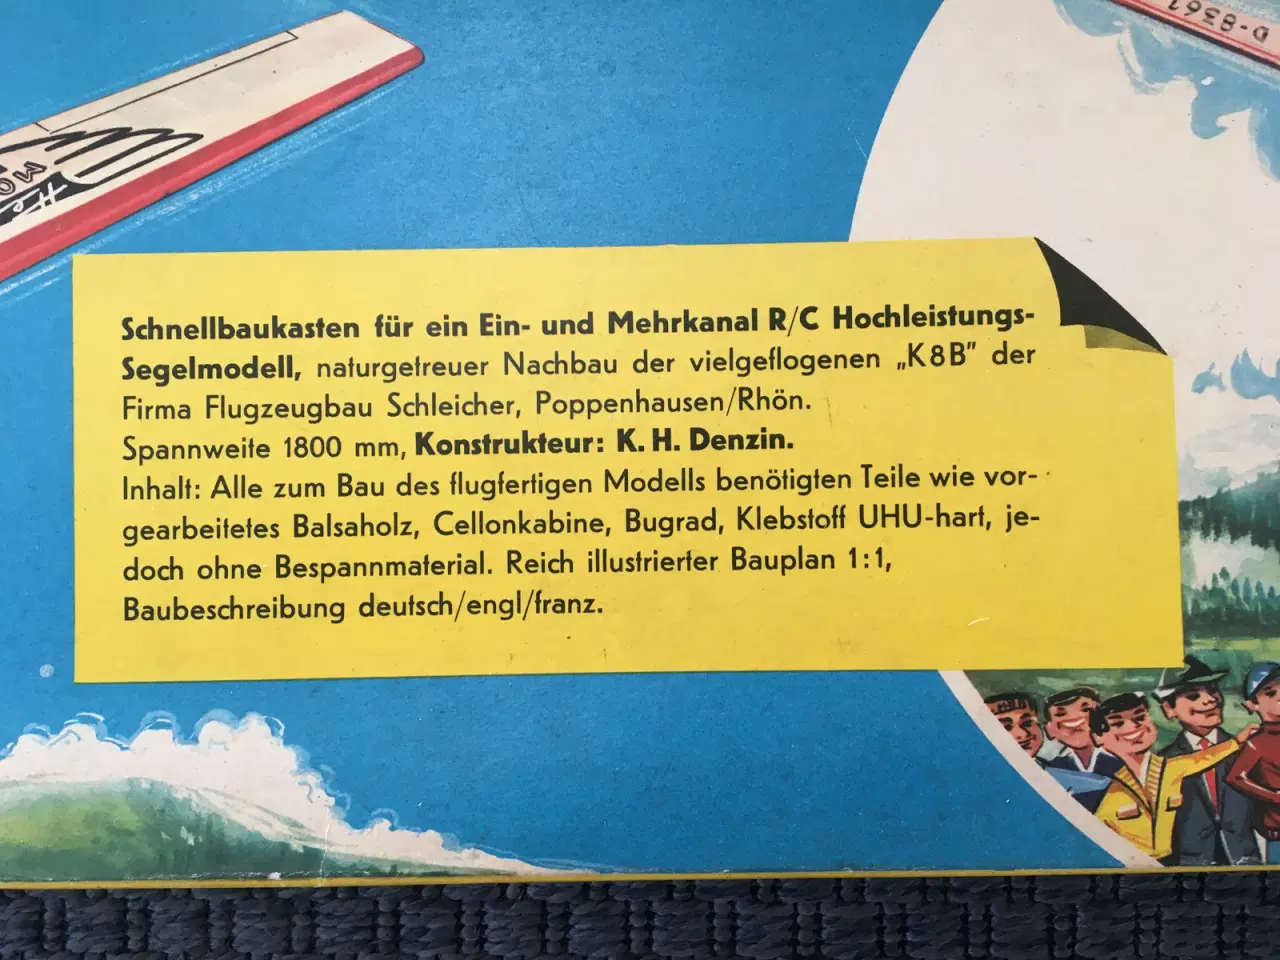 D-8361
Schnellbaukasten für ein Ein- und Mehrkanal R/C Hochleistungs-
Segelmodell, naturgetreuer Nachbau der vielgeflogenen „K8B" der
Firma Flugzeugbau Schleicher, Poppenhausen/Rhön.
Spannweite 1800 mm, Konstrukteur: K. H. Denzin.
Inhalt: Alle zum Bau des flugfertigen Modells benötigten Teile wie vor-
gearbeitetes Balsaholz, Cellonkabine, Bugrad, Klebstoff UHU-hart, je-
doch ohne Bespannmaterial. Reich illustrierter Bauplan 1:1,
Baubeschreibung deutsch/engl/franz.